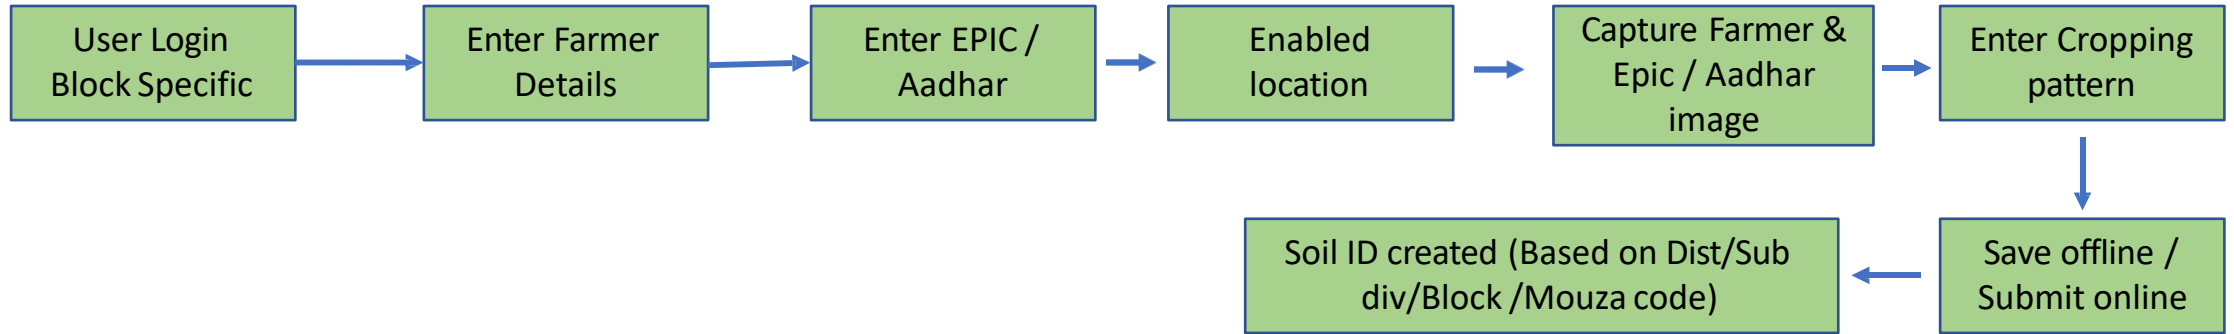 User Login
Block Specific
Enter Farmer
Details
Enter EPIC /
Aadhar
Enabled
location
Capture Farmer &
Epic / Aadhar
image
Enter Cropping
pattern
Save offline /
Submit online
Soil ID created (Based on Dist/Sub
div/Block /Mouza code)